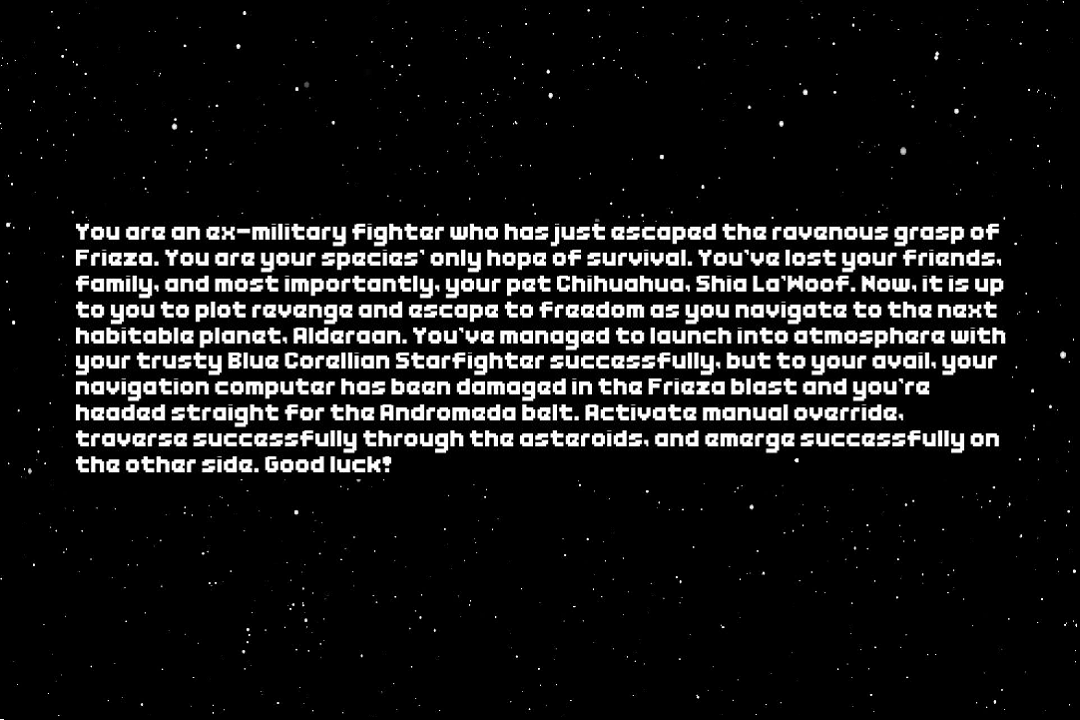 You are an ex-military fighter who has just escaped the ravenous grasp of
Frieza. You are your species' only hope of survival. You've lost your friends,
family, and most importantly, your pet Chihuahua, Shia La'Woof. Now, it is up
to you to plot revenge and escape to freedom as you navigate to the next
habitable planet, Alderaan. You've managed to launch into atmosphere with
your trusty Blue Corellian Starfighter successfully, but to your avail, your
navigation computer has been damaged in the Frieza blast and you're
headed straight for the Andromeda belt. Activate manual override,
traverse successfully through the asteroids, and emerge successfully on
the other side. Good luck!